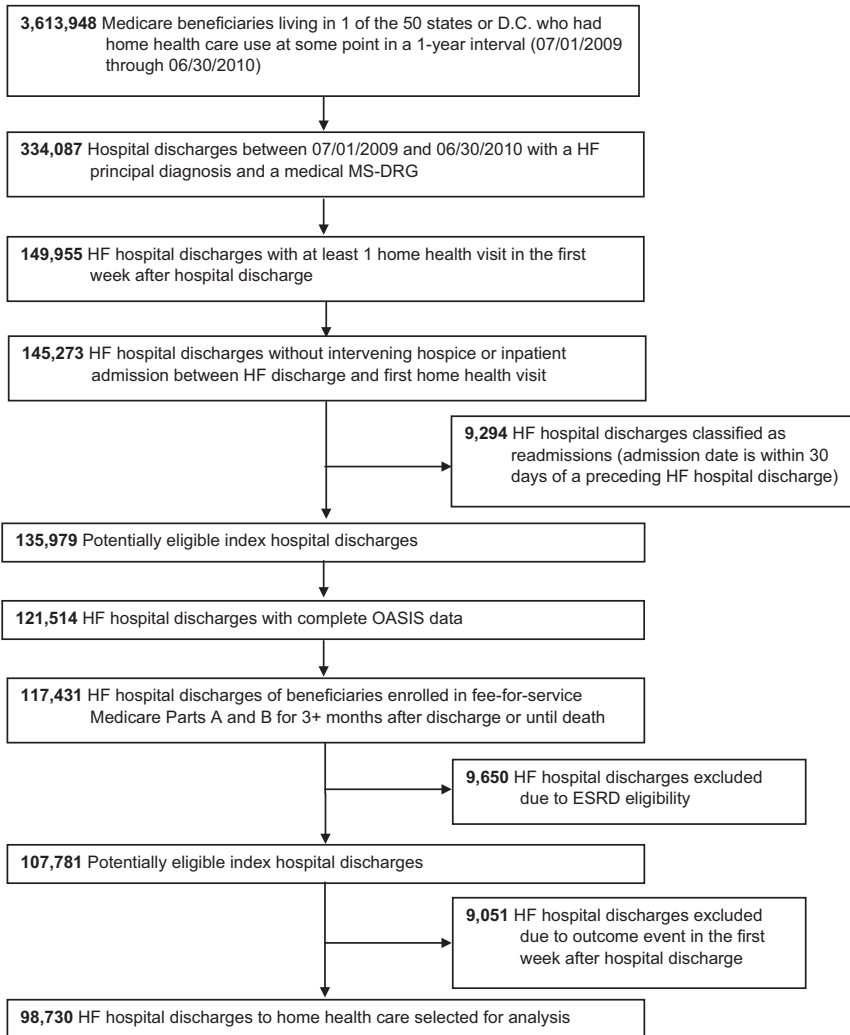 3,613,948 Medicare beneficiaries living in 1 of the 50 states or D.C. who had
home health care use at some point in a 1-year interval (07/01/2009
through 06/30/2010)
334,087 Hospital discharges between 07/01/2009 and 06/30/2010 with a HF
principal diagnosis and a medical MS-DRG
149,955 HF hospital discharges with at least 1 home health visit in the first
week after hospital discharge
145,273 HF hospital discharges without intervening hospice or inpatient
admission between HF discharge and first home health visit
9,294 HF hospital discharges classified as
readmissions (admission date is within 30
days of a preceding HF hospital discharge)
135,979 Potentially eligible index hospital discharges
121,514 HF hospital discharges with complete OASIS data
117,431 HF hospital discharges of beneficiaries enrolled in fee-for-service
Medicare Parts A and B for 3+ months after discharge or until death
9,650 HF hospital discharges excluded
due to ESRD eligibility
107,781 Potentially eligible index hospital discharges
9,051 HF hospital discharges excluded
due to outcome event in the first
week after hospital discharge
98,730 HF hospital discharges to home health care selected for analysis